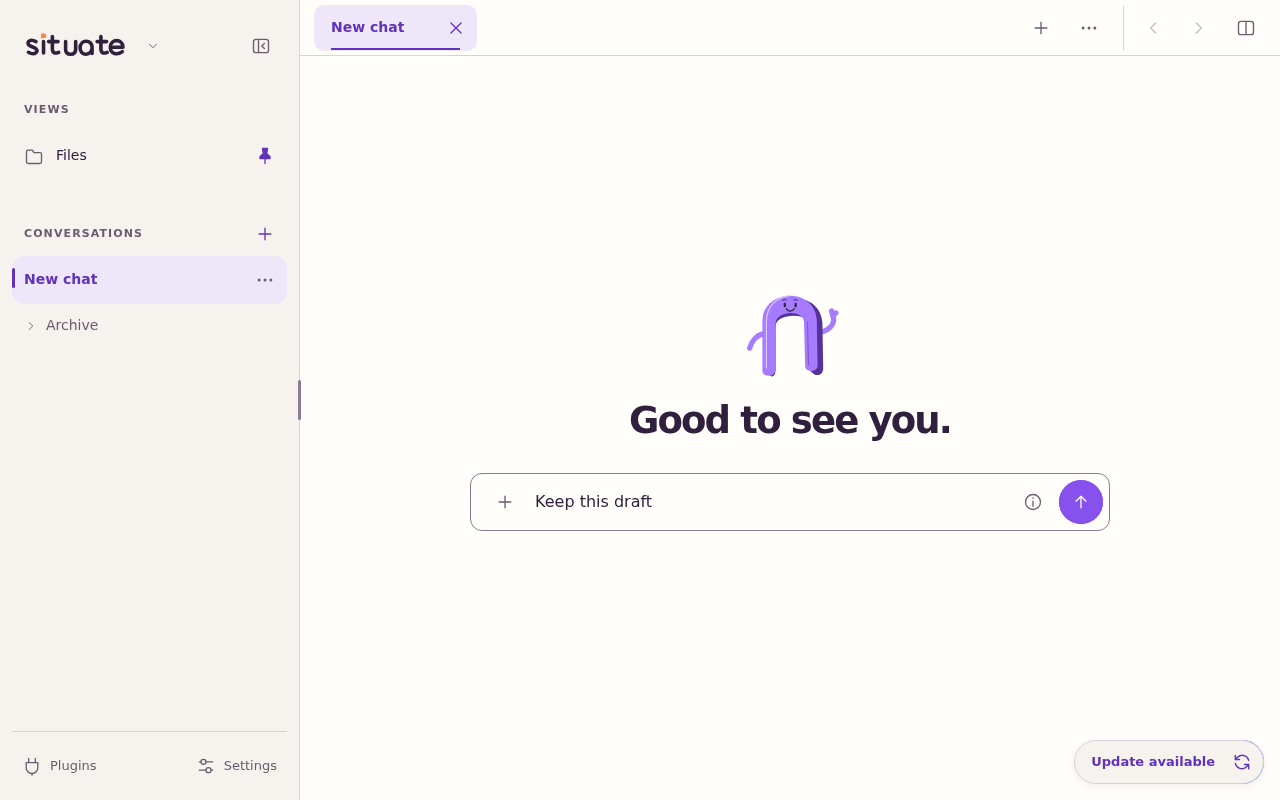 situate
VIEWS
Files
CONVERSATIONS
New chat
Archive
Plugins
Settings
New chat
Good to see you.
Keep this draft
Update available